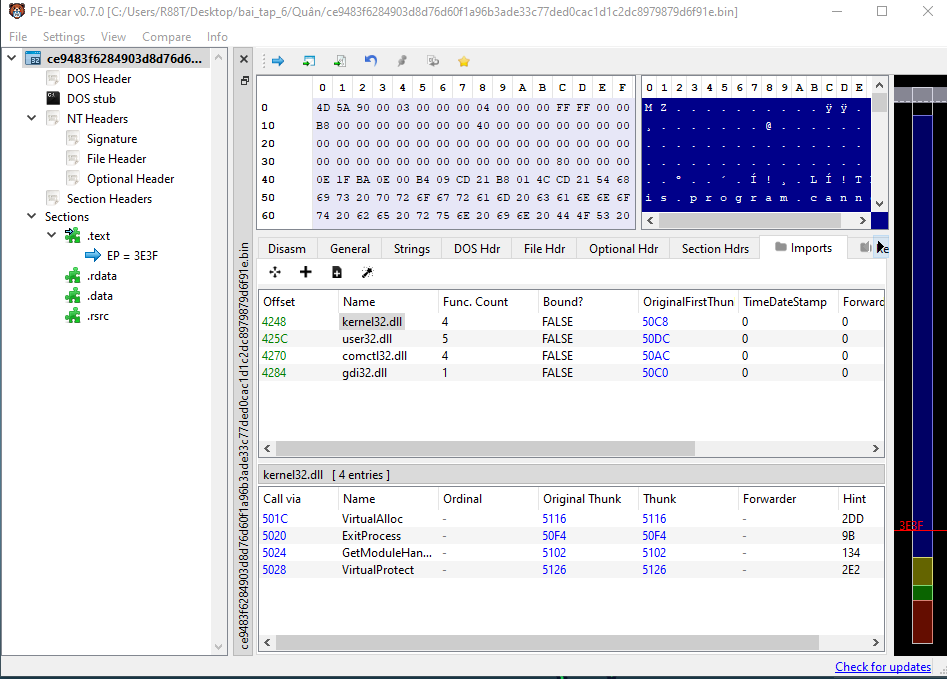 PE-bear v0.7.0 [C:/Users/R88T/Desktop/bai_tap_6/Quân/ce9483f6284903d8d76d60f1a96b3ade33c77ded0cac1d1c2dc8979879d6f91e.bin]
File Settings View Compare Info
ce9483f6284903d8d76d6...
DOS Header
DOS stub
NT Headers
Signature
File Header
Optional Header
Section Headers
Sections
.text
EP = 3E3F
.rdata
.data
.rsrc
ce9483f6284903d8d76d60f1a96b3ade33c77ded0cac1d1c2dc8979879d6f91e.bin
0 1 2 3 4 5 6 7 8 9 A B C D E F
0 4D 5A 90 00 03 00 00 00 04 00 00 00 FF FF 00 00
10 B8 00 00 00 00 00 00 00 40 00 00 00 00 00 00 00
20 00 00 00 00 00 00 00 00 00 00 00 00 00 00 00 00
30 00 00 00 00 00 00 00 00 00 00 00 00 80 00 00 00
40 0E 1F BA 0E 00 B4 09 CD 21 B8 01 4C CD 21 54 68
50 69 73 20 70 72 6F 67 72 61 6D 20 63 61 6E 6E 6F
60 74 20 62 65 20 72 75 6E 20 69 6E 20 44 4F 53 20
0 1 2 3 4 5 6 7 8 9 A B C D E
M Z . . . . . . . . . . ÿ ÿ .
¸ . . . . . . . @ . . . . . .
. . . . . . . . . . . . . . .
. . . . . . . . . . . . . . .
. . º . . ´ . Í ! ¸ . L Í ! T
i s . p r o g r a m . c a n n
Disasm General Strings DOS Hdr File Hdr Optional Hdr Section Hdrs Imports
Offset Name Func. Count Bound? OriginalFirstThun TimeDateStamp Forward
4248 kernel32.dll 4 FALSE 50C8 0 0
425C user32.dll 5 FALSE 50DC 0 0
4270 comctl32.dll 4 FALSE 50AC 0 0
4284 gdi32.dll 1 FALSE 50C0 0 0
kernel32.dll [ 4 entries ]
Call via Name Ordinal Original Thunk Thunk Forwarder Hint
501C VirtualAlloc - 5116 5116 - 2DD
5020 ExitProcess - 50F4 50F4 - 9B
5024 GetModuleHan... - 5102 5102 - 134
5028 VirtualProtect - 5126 5126 - 2E2
3E3F
Check for updates